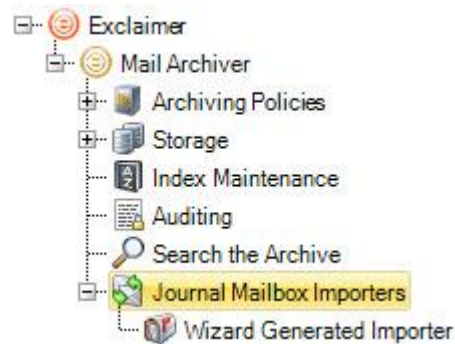 Exclaimer
Mail Archiver
Archiving Policies
Storage
Index Maintenance
Auditing
Search the Archive
Journal Mailbox Importers
Wizard Generated Importer